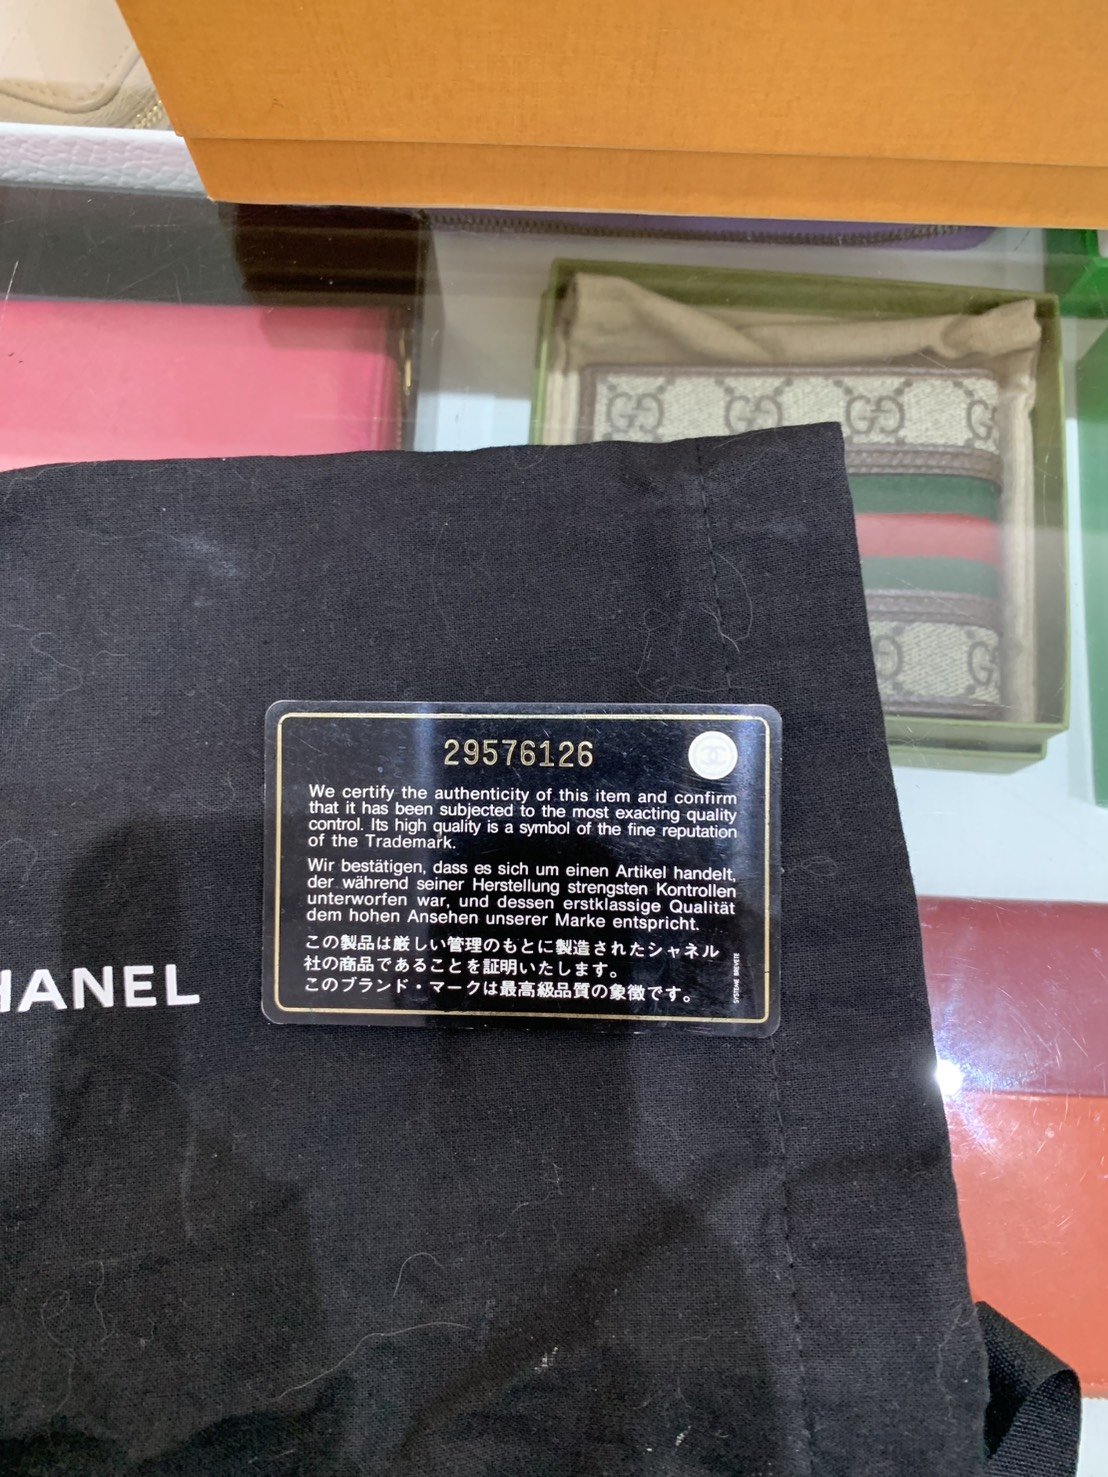 29576126
We certify the authenticity of this item and confirm
that it has been subjected to the most exacting quality
control. Its high quality is a symbol of the fine reputation
of the Trademark.
Wir bestätigen, dass es sich um einen Artikel handelt,
der während seiner Herstellung strengsten Kontrollen
unterworfen war, und dessen erstklassige Qualität
dem hohen Ansehen unserer Marke entspricht.
この製品は厳しい管理のもとに製造されたシャネル
社の商品であることを証明いたします。
このブランド・マークは最高級品質の象徴です。
SYSTEME BREVETE
HANEL